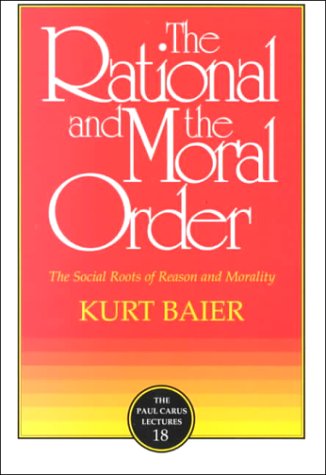 The
Rational
and the
Moral
Order
The Social Roots of Reason and Morality
KURT BAIER
THE
PAUL CARUS
LECTURES
18